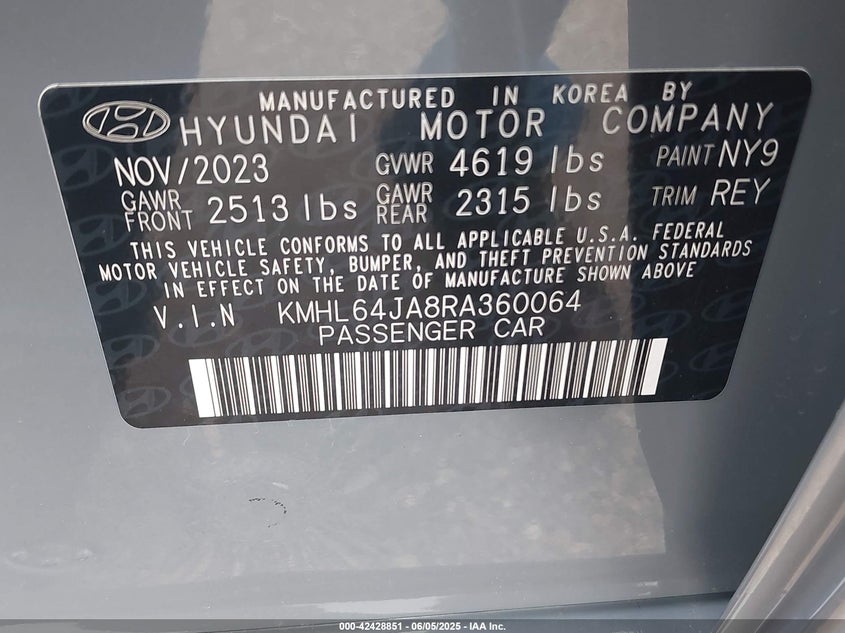 MANUFACTURED IN KOREA BY
HYUNDAI MOTOR COMPANY
NOV/2023 GVWR 4619 lbs PAINT NY9
GAWR FRONT 2513 lbs GAWR REAR 2315 lbs TRIM REY
THIS VEHICLE CONFORMS TO ALL APPLICABLE U.S.A. FEDERAL
MOTOR VEHICLE SAFETY, BUMPER, AND THEFT PREVENTION STANDARDS
IN EFFECT ON THE DATE OF MANUFACTURE SHOWN ABOVE
V.I.N KMHL64JA8RA360064
PASSENGER CAR
000-42428851 - 06/05/2025 - IAA Inc.